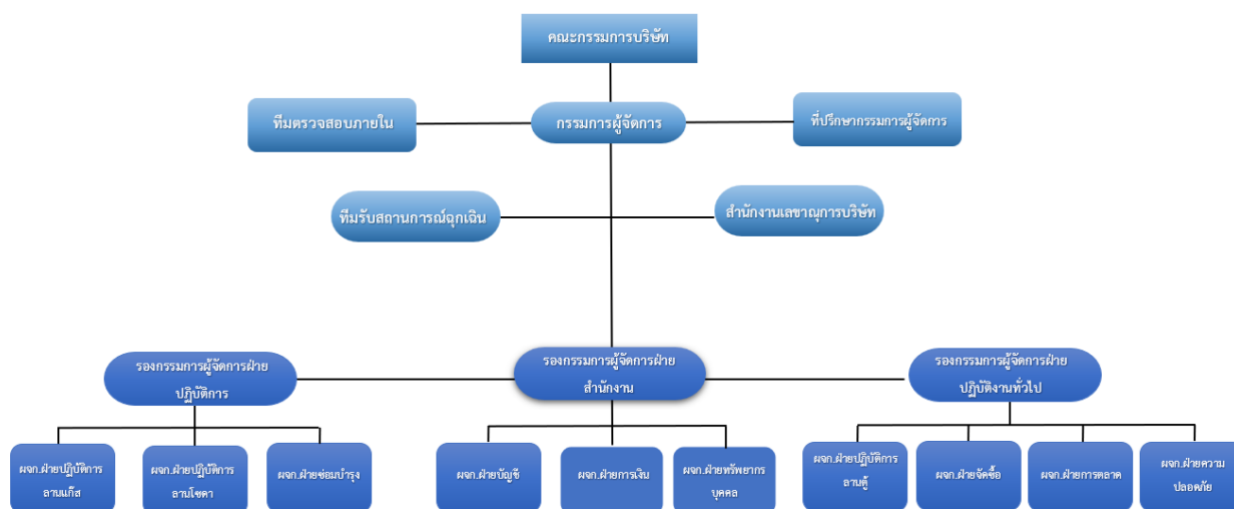 คณะกรรมการบริษัท
ทีมตรวจสอบภายใน
กรรมการผู้จัดการ
ที่ปรึกษากรรมการผู้จัดการ
ทีมรับสถานการณ์ฉุกเฉิน
สำนักงานเลขาณุการบริษัท
รองกรรมการผู้จัดการฝ่าย
ปฏิบัติการ
รองกรรมการผู้จัดการฝ่าย
สำนักงาน
รองกรรมการผู้จัดการฝ่าย
ปฏิบัติงานทั่วไป
ผจก.ฝ่ายปฏิบัติการ
ลานแก๊ส
ผจก.ฝ่ายปฏิบัติการ
ลานโซดา
ผจก.ฝ่ายซ่อมบำรุง
ผจก.ฝ่ายบัญชี
ผจก.ฝ่ายการเงิน
ผจก.ฝ่ายทรัพยากร
บุคคล
ผจก.ฝ่ายปฏิบัติการ
ลานตู้
ผจก.ฝ่ายจัดซื้อ
ผจก.ฝ่ายการตลาด
ผจก.ฝ่ายความ
ปลอดภัย